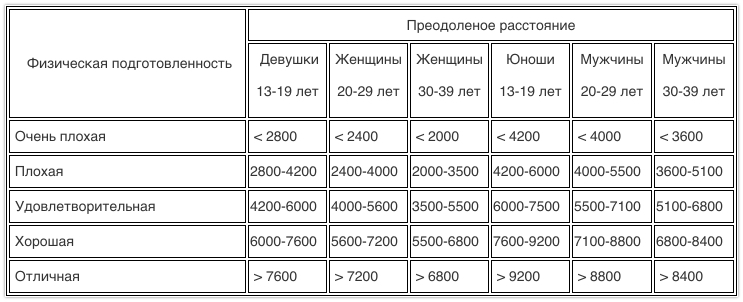 Преодоленое расстояние
Физическая подготовленность
Девушки Женщины Женщины Юноши Мужчины Мужчины
13-19 лет 20-29 лет 30-39 лет 13-19 лет 20-29 лет 30-39 лет
Очень плохая < 2800 < 2400 < 2000 < 4200 < 4000 < 3600
Плохая 2800-4200 2400-4000 2000-3500 4200-6000 4000-5500 3600-5100
Удовлетворительная 4200-6000 4000-5600 3500-5500 6000-7500 5500-7100 5100-6800
Хорошая 6000-7600 5600-7200 5500-6800 7600-9200 7100-8800 6800-8400
Отличная > 7600 > 7200 > 6800 > 9200 > 8800 > 8400